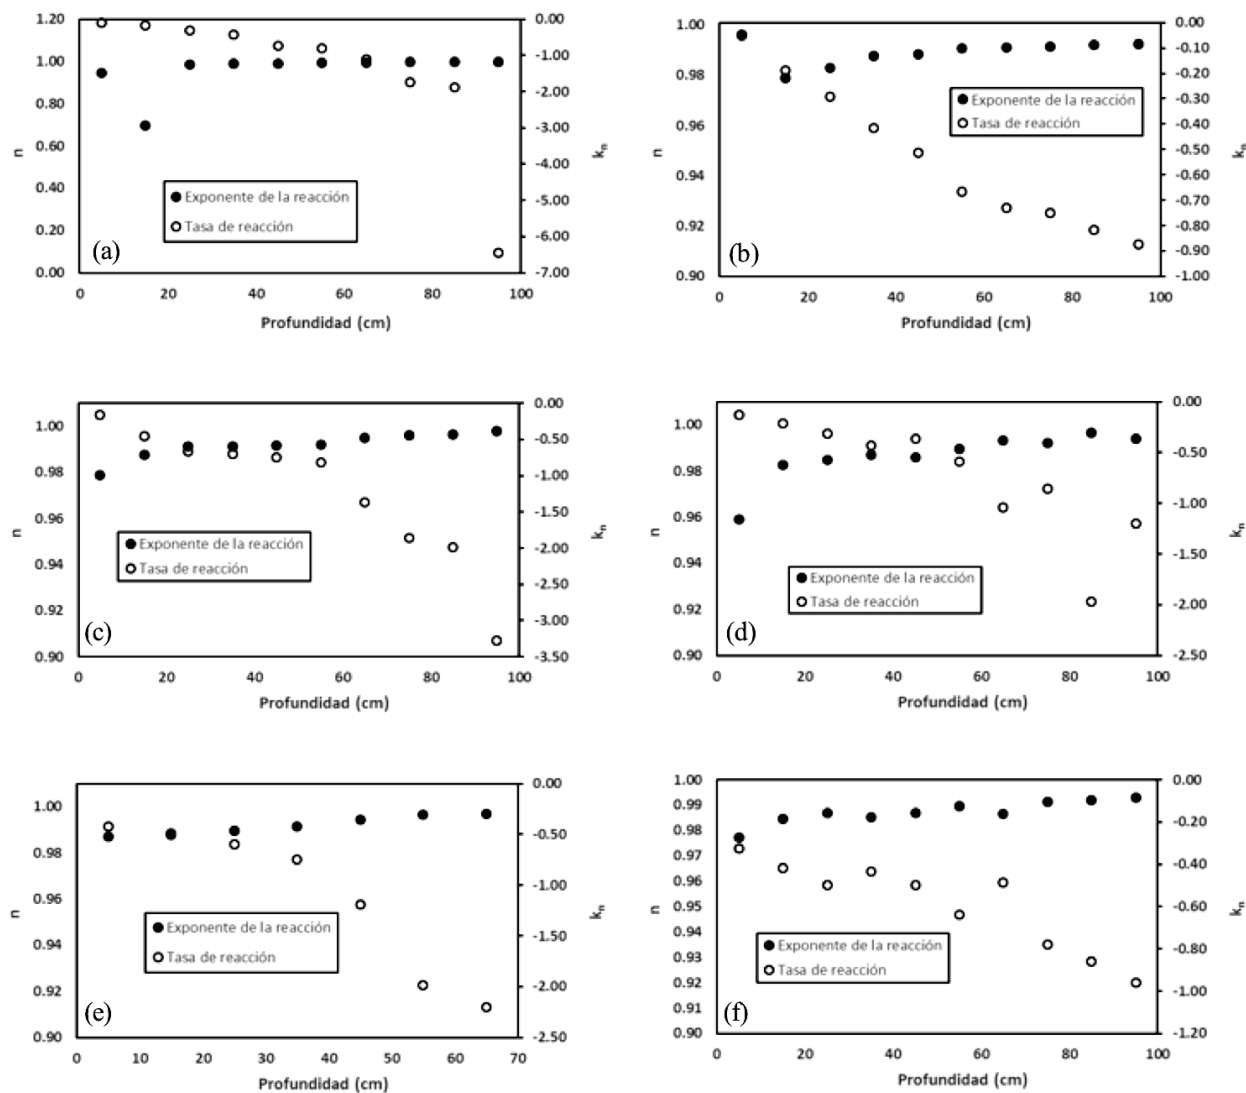 1.20
1.00
0.80
0.60
0.40
0.20
0.00
n
0.00
-1.00
-2.00
-3.00
-4.00
-5.00
-6.00
-7.00
kn
Exponente de la reacción
Tasa de reacción
(a)
0 20 40 60 80 100
Profundidad (cm)
1.00
0.98
0.96
0.94
0.92
0.90
n
0.00
-0.10
-0.20
-0.30
-0.40
-0.50
-0.60
-0.70
-0.80
-0.90
-1.00
kn
Exponente de la reacción
Tasa de reacción
(b)
0 20 40 60 80 100
Profundidad (cm)
1.00
0.98
0.96
0.94
0.92
0.90
n
0.00
-0.50
-1.00
-1.50
-2.00
-2.50
-3.00
-3.50
kn
Exponente de la reacción
Tasa de reacción
(c)
0 20 40 60 80 100
Profundidad (cm)
1.00
0.98
0.96
0.94
0.92
0.90
n
0.00
-0.50
-1.00
-1.50
-2.00
-2.50
kn
Exponente de la reacción
Tasa de reacción
(d)
0 20 40 60 80 100
Profundidad (cm)
1.00
0.98
0.96
0.94
0.92
0.90
n
0.00
-0.50
-1.00
-1.50
-2.00
-2.50
kn
Exponente de la reacción
Tasa de reacción
(e)
0 10 20 30 40 50 60 70
Profundidad (cm)
1.00
0.99
0.98
0.97
0.96
0.95
0.94
0.93
0.92
0.91
0.90
n
0.00
-0.20
-0.40
-0.60
-0.80
-1.00
-1.20
kn
Exponente de la reacción
Tasa de reacción
(f)
0 20 40 60 80 100
Profundidad (cm)